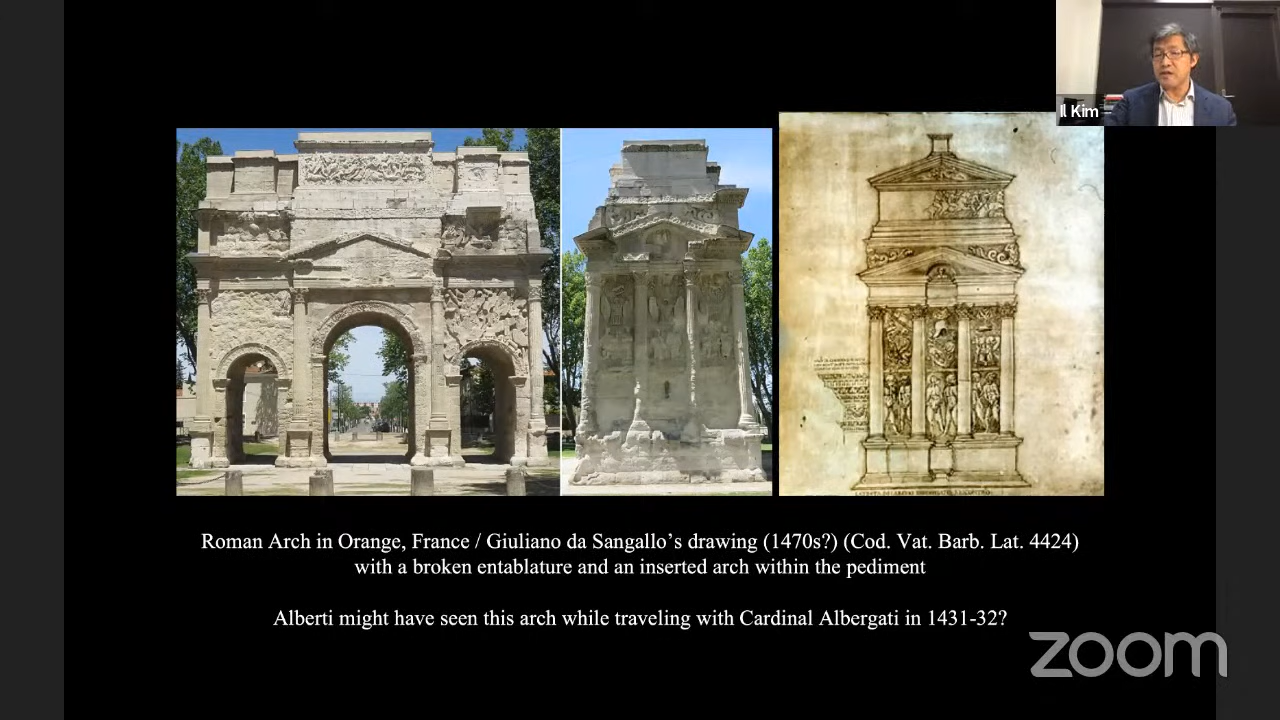 Il Kim
Roman Arch in Orange, France / Giuliano da Sangallo’s drawing (1470s?) (Cod. Vat. Barb. Lat. 4424)
with a broken entablature and an inserted arch within the pediment
Alberti might have seen this arch while traveling with Cardinal Albergati in 1431-32?
zoom